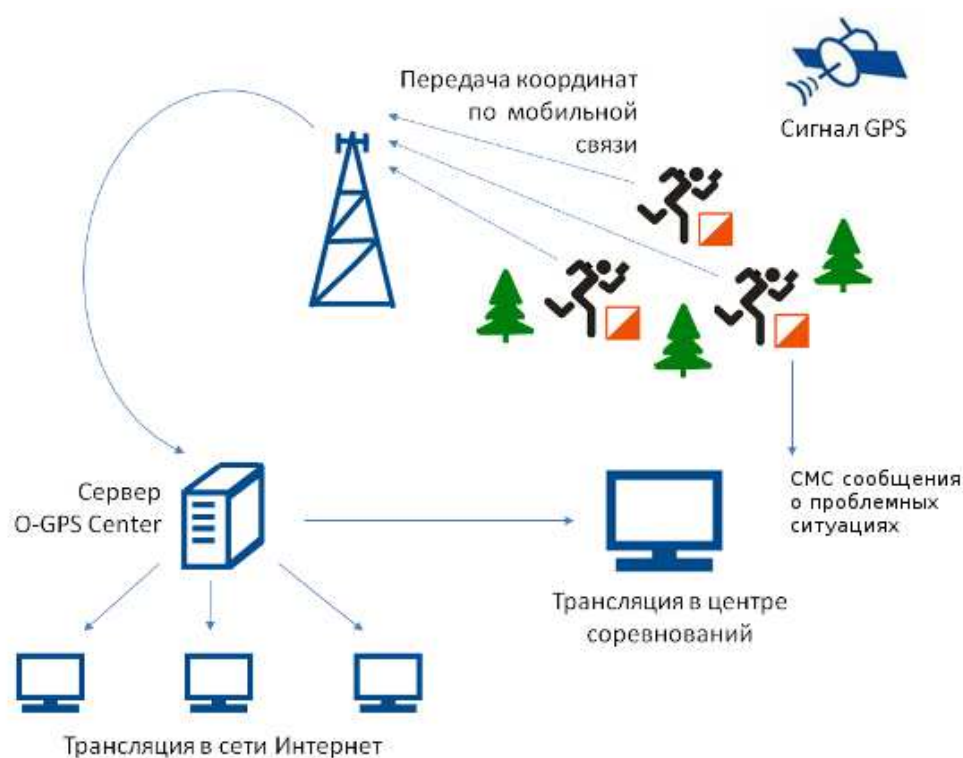 Передача координат
по мобильной
связи
Сигнал GPS
СМС сообщения
о проблемных
ситуациях
Сервер
O-GPS Center
Трансляция в центре
соревнований
Трансляция в сети Интернет